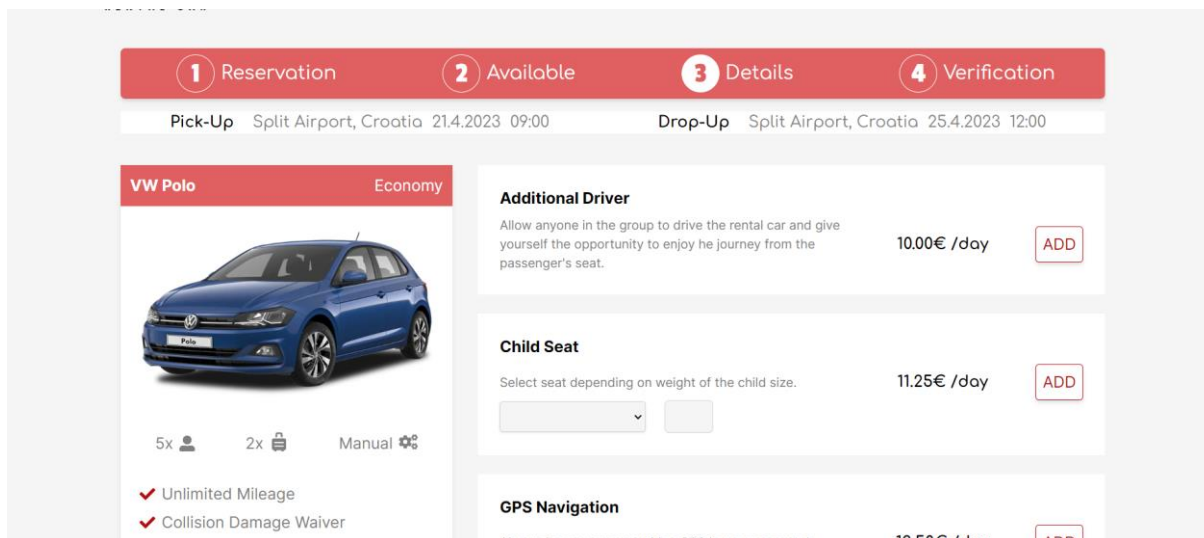 1 Reservation 2 Available 3 Details 4 Verification
Pick-Up Split Airport, Croatia 21.4.2023 09:00 Drop-Up Split Airport, Croatia 25.4.2023 12:00
VW Polo Economy
Polo
5x 2x Manual
Unlimited Mileage
Collision Damage Waiver
Additional Driver
Allow anyone in the group to drive the rental car and give
yourself the opportunity to enjoy he journey from the
passenger's seat.
10.00€ /day ADD
Child Seat
Select seat depending on weight of the child size.
11.25€ /day ADD
GPS Navigation
ADD